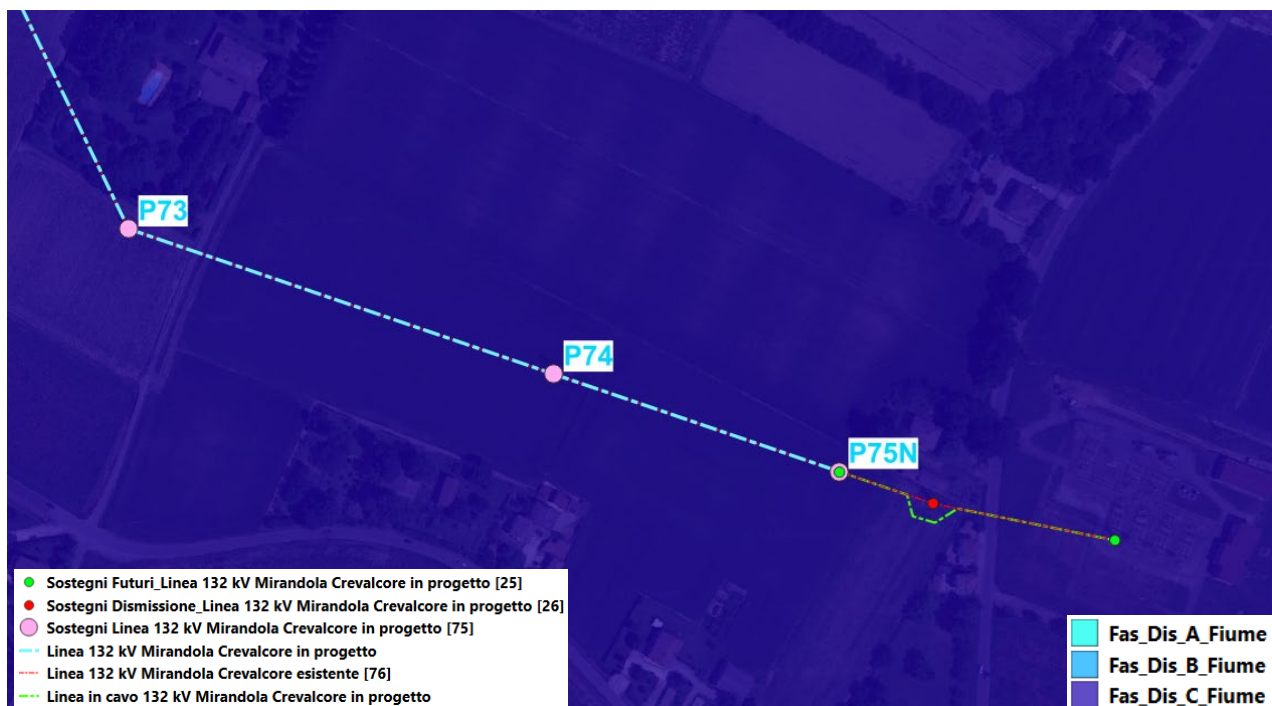 P73
P74
P75N
Sostegni Futuri_Linea 132 kV Mirandola Crevalcore in progetto [25]
Sostegni Dismissione_Linea 132 kV Mirandola Crevalcore in progetto [26]
Sostegni Linea 132 kV Mirandola Crevalcore in progetto [75]
Linea 132 kV Mirandola Crevalcore in progetto
Linea 132 kV Mirandola Crevalcore esistente [76]
Linea in cavo 132 kV Mirandola Crevalcore in progetto
Fas_Dis_A_Fiume
Fas_Dis_B_Fiume
Fas_Dis_C_Fiume